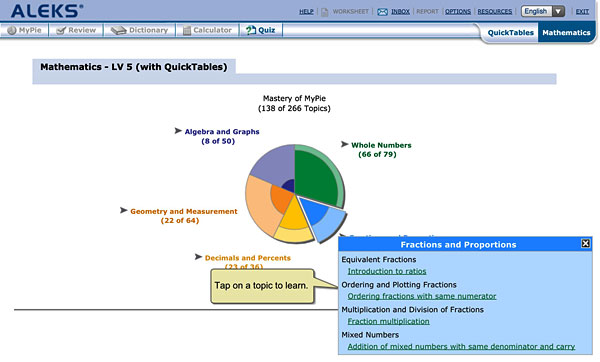 ALEKS®
HELP WORKSHEET INBOX REPORT OPTIONS RESOURCES English EXIT
MyPie Review Dictionary Calculator Quiz QuickTables Mathematics
Mathematics - LV 5 (with QuickTables)
Mastery of MyPie
(138 of 266 Topics)
Algebra and Graphs
(8 of 50)
Whole Numbers
(66 of 79)
Geometry and Measurement
(22 of 64)
Decimals and Percents
(23 of 36)
Tap on a topic to learn.
Fractions and Proportions
Equivalent Fractions
Introduction to ratios
Ordering and Plotting Fractions
Ordering fractions with same numerator
Multiplication and Division of Fractions
Fraction multiplication
Mixed Numbers
Addition of mixed numbers with same denominator and carry